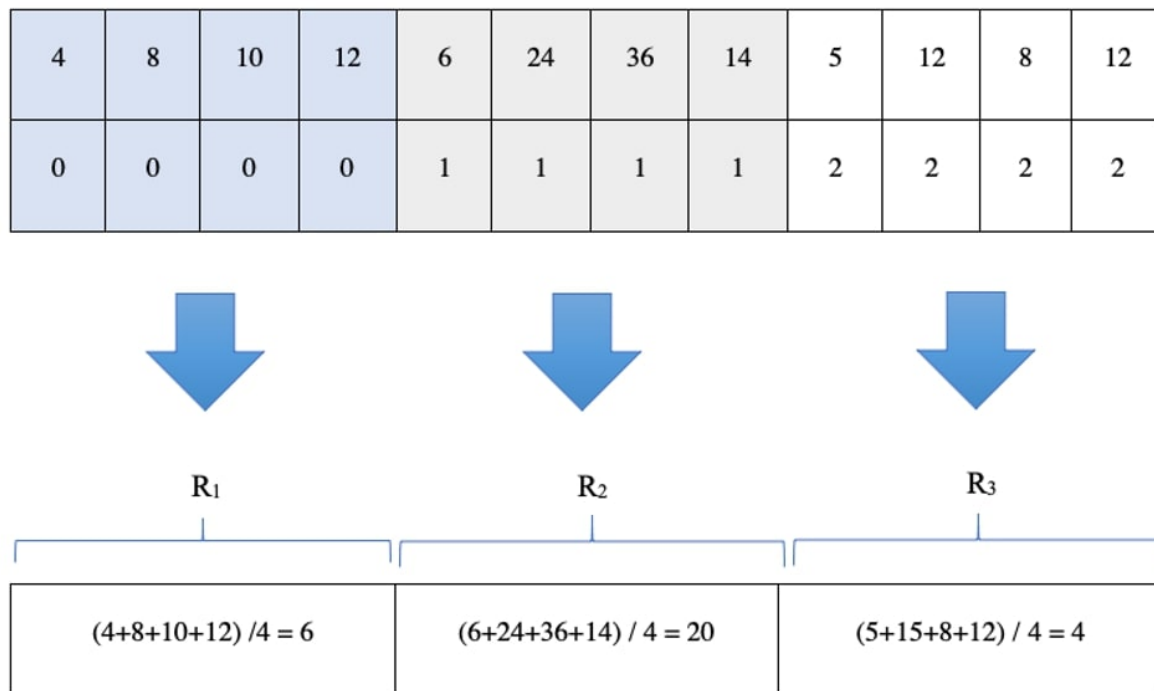 4 8 10 12 6 24 36 14 5 12 8 12
0 0 0 0 1 1 1 1 2 2 2 2
R₁ R₂ R₃
(4+8+10+12) /4 = 6 (6+24+36+14) / 4 = 20 (5+15+8+12) / 4 = 4